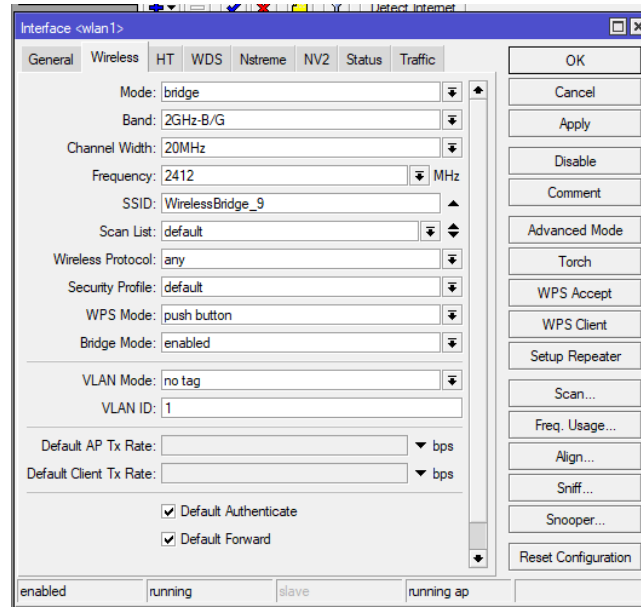 Detect Internet
Interface <wlan1>
General Wireless HT WDS Nstreme NV2 Status Traffic
Mode: bridge
Band: 2GHz-B/G
Channel Width: 20MHz
Frequency: 2412 MHz
SSID: WirelessBridge_9
Scan List: default
Wireless Protocol: any
Security Profile: default
WPS Mode: push button
Bridge Mode: enabled
VLAN Mode: no tag
VLAN ID: 1
Default AP Tx Rate: bps
Default Client Tx Rate: bps
Default Authenticate
Default Forward
OK
Cancel
Apply
Disable
Comment
Advanced Mode
Torch
WPS Accept
WPS Client
Setup Repeater
Scan...
Freq. Usage...
Align...
Sniff...
Snooper...
Reset Configuration
enabled running slave running ap